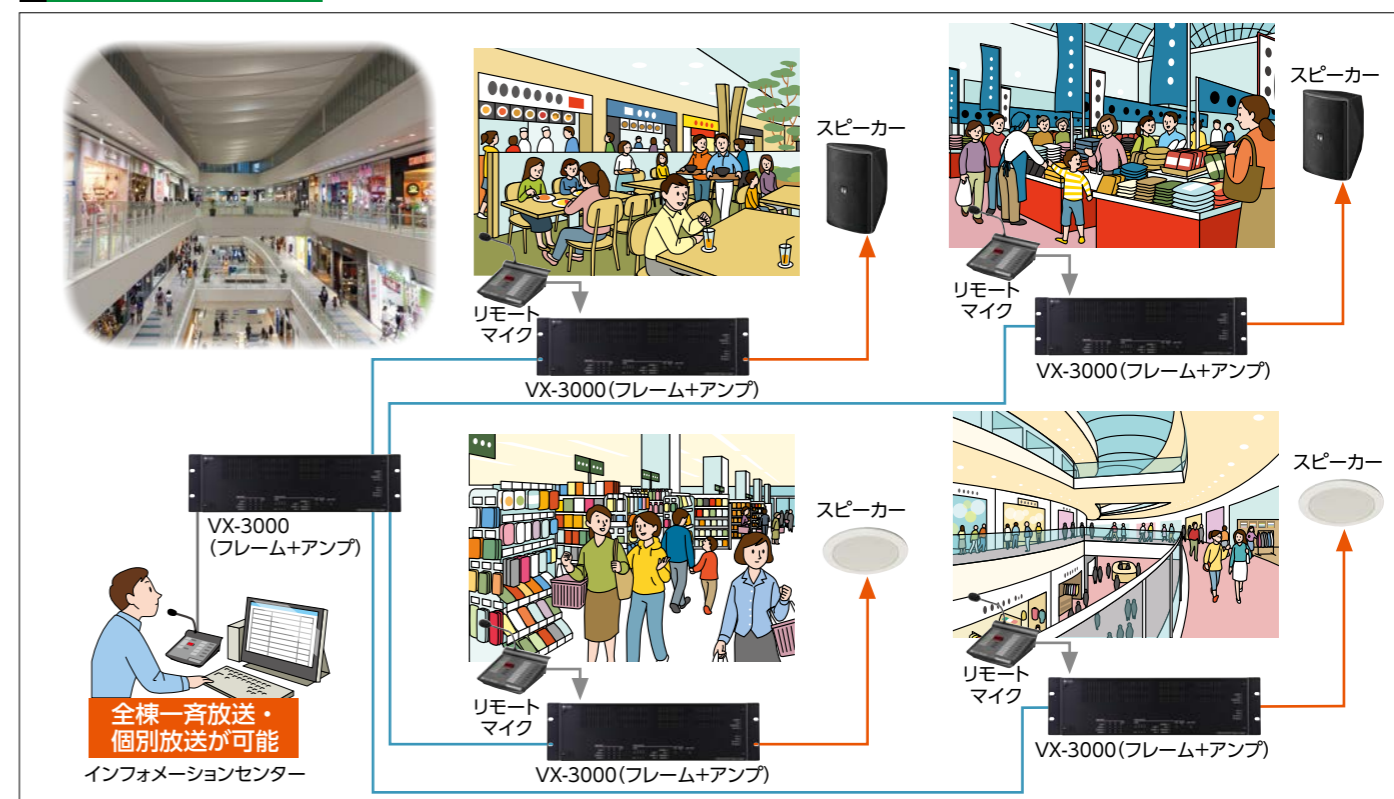 スピーカー
リモート
マイク
VX-3000(フレーム+アンプ)
スピーカー
リモート
マイク
VX-3000(フレーム+アンプ)
VX-3000
(フレーム+アンプ)
全棟一斉放送・
個別放送が可能
インフォメーションセンター
スピーカー
リモート
マイク
VX-3000(フレーム+アンプ)
スピーカー
リモート
マイク
VX-3000(フレーム+アンプ)